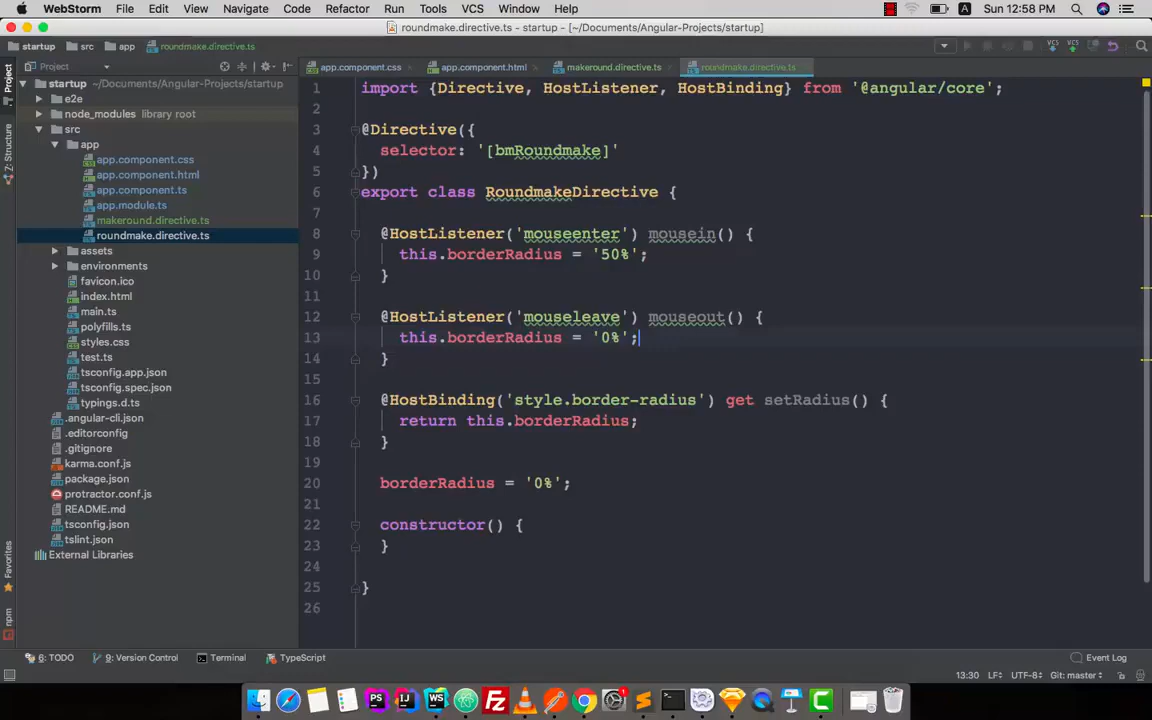 WebStorm File Edit View Navigate Code Refactor Run Tools VCS Window Help A Sun 12:58 PM
roundmake.directive.ts - startup - [~/Documents/Angular-Projects/startup]
startup src app roundmake.directive.ts
Project
app.component.css app.component.html makeround.directive.ts roundmake.directive.ts
1: Project
Z: Structure
Favorites
npm
startup ~/Documents/Angular-Projects/startup
e2e
node_modules library root
src
app
app.component.css
app.component.html
app.component.ts
app.module.ts
makeround.directive.ts
roundmake.directive.ts
assets
environments
favicon.ico
index.html
main.ts
polyfills.ts
styles.css
test.ts
tsconfig.app.json
tsconfig.spec.json
typings.d.ts
.angular-cli.json
.editorconfig
.gitignore
karma.conf.js
package.json
protractor.conf.js
README.md
tsconfig.json
tslint.json
External Libraries
1 import {Directive, HostListener, HostBinding} from '@angular/core';
2
3 @Directive({
4 selector: '[bmRoundmake]'
5 })
6 export class RoundmakeDirective {
7
8 @HostListener('mouseenter') mousein() {
9 this.borderRadius = '50%';
10 }
11
12 @HostListener('mouseleave') mouseout() {
13 this.borderRadius = '0%';
14 }
15
16 @HostBinding('style.border-radius') get setRadius() {
17 return this.borderRadius;
18 }
19
20 borderRadius = '0%';
21
22 constructor() {
23 }
24
25 }
26
6: TODO 9: Version Control Terminal TypeScript Event Log
13:30 LF÷ UTF-8÷ Git: master÷
PS IJ WS FZ 1